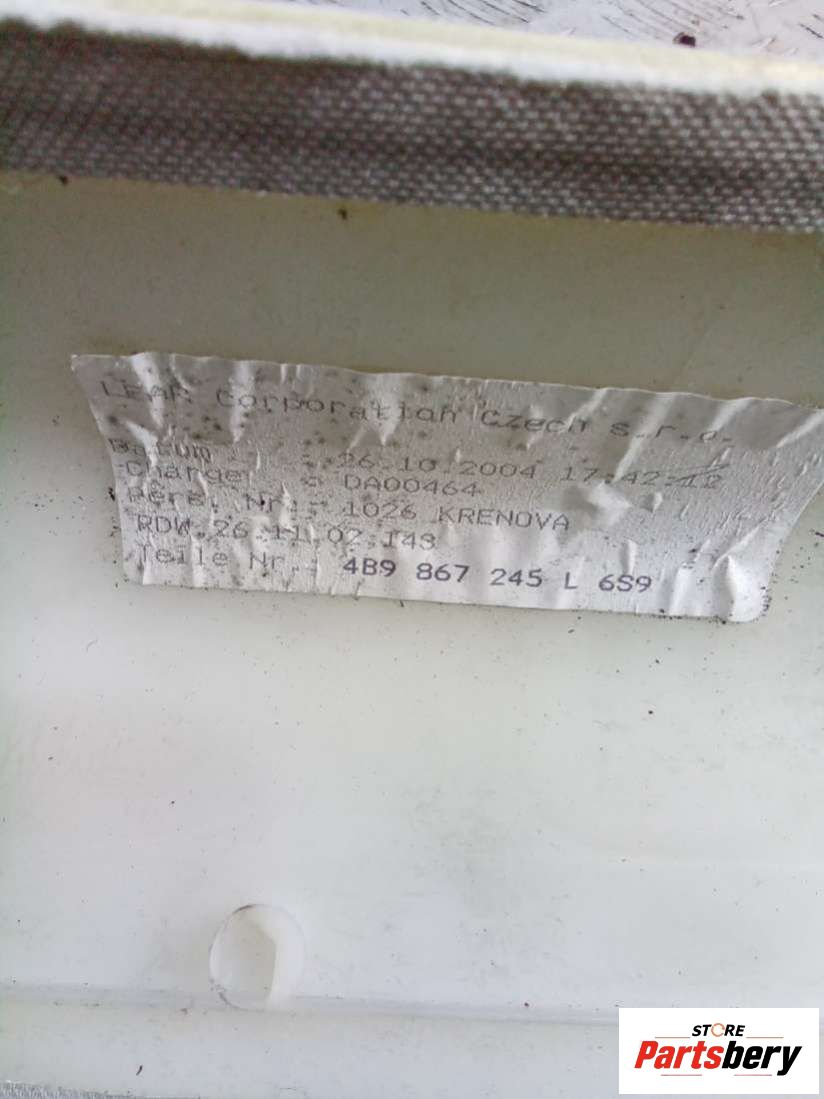 LEAR Corporation Czech s.r.o.
Datum : 26.10.2004 17:42:12
Charge : DA00464
Pers. Nr.: 1026 KRENOVA
RDW.26.11.02.143
Teile Nr.: 4B9 867 245 L 6S9
STORE
Partsbery